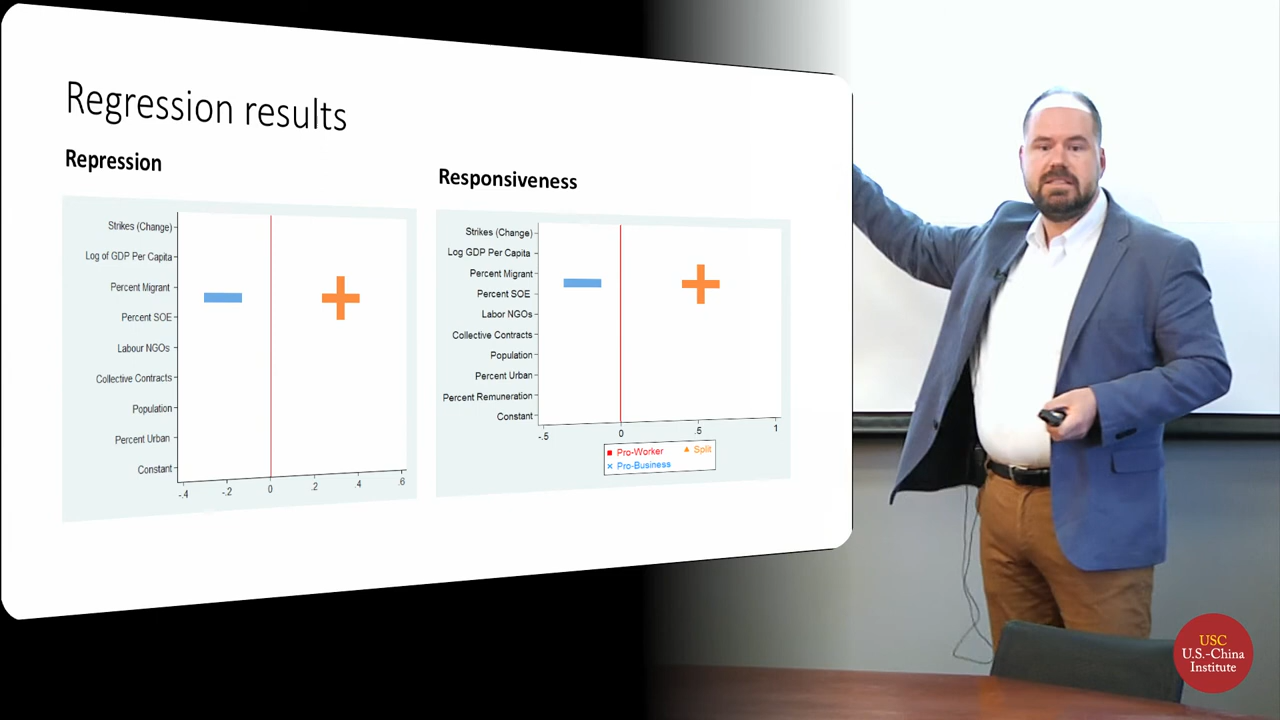 Regression results
Repression
Strikes (Change)
Log of GDP Per Capita
Percent Migrant
Percent SOE
Labour NGOs
Collective Contracts
Population
Percent Urban
Constant
-.4 -.2 0 .2 .4 .6
Responsiveness
Strikes (Change)
Log GDP Per Capita
Percent Migrant
Percent SOE
Labor NGOs
Collective Contracts
Population
Percent Urban
Percent Remuneration
Constant
-.5 0 .5 1
Pro-Worker Split
Pro-Business
USC
U.S.-China
Institute